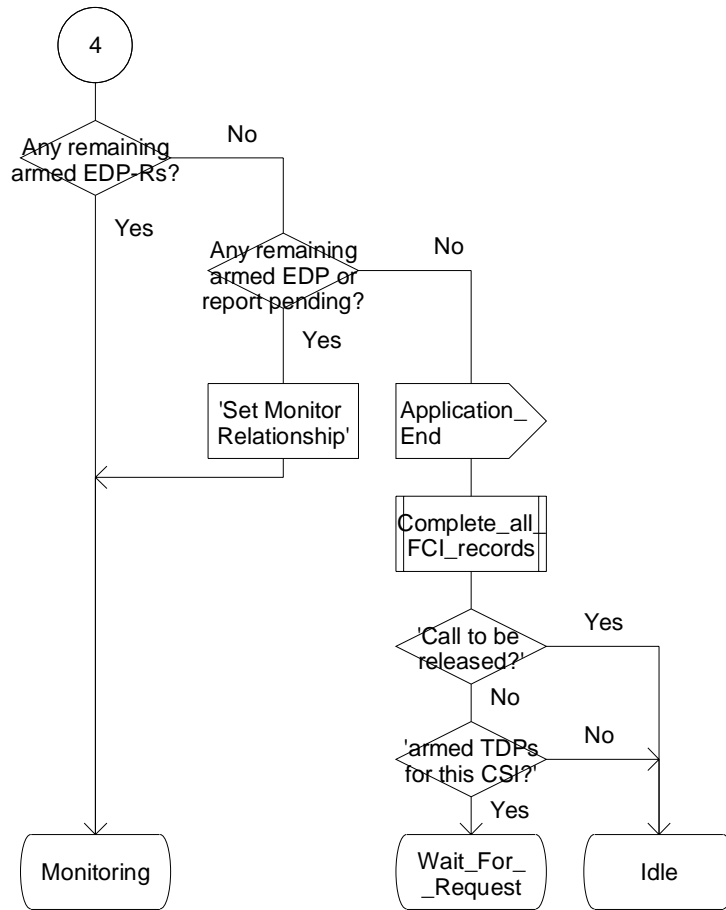 4
Any remaining
armed EDP-Rs?
No
Yes
Any remaining
armed EDP or
report pending?
No
Yes
'Set Monitor
Relationship'
Application_
End
Complete_all_
FCI_records
'Call to be
released?'
Yes
No
'armed TDPs
for this CSI?'
No
Yes
Monitoring
Wait_For_
_Request
Idle